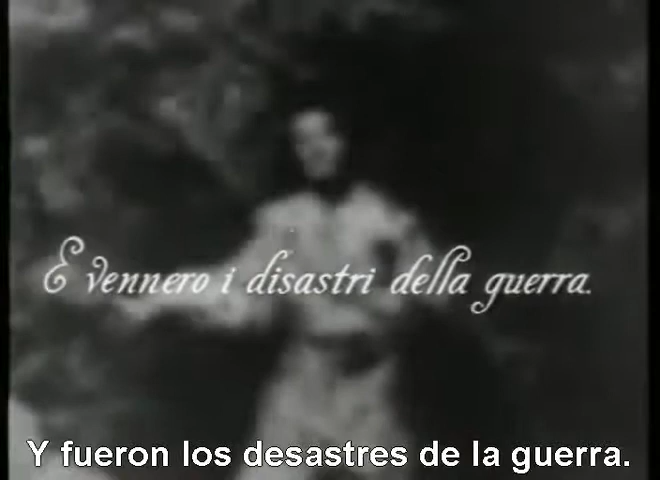 E vennero i disastri della guerra.
Y fueron los desastres de la guerra.